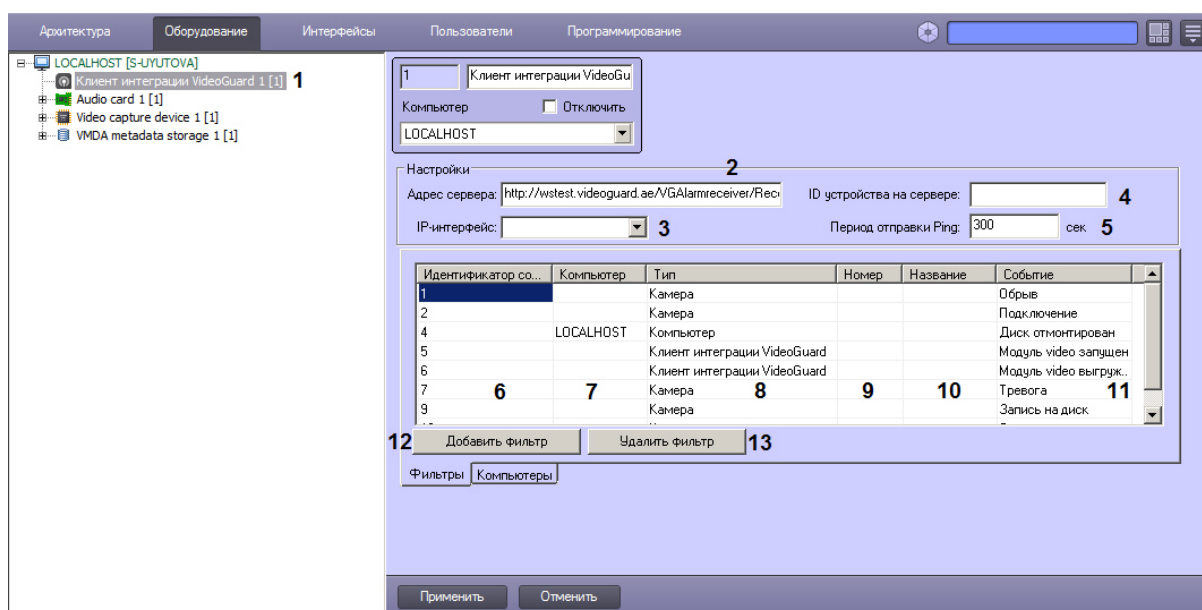 Архитектура Оборудование Интерфейсы Пользователи Программирование
LOCALHOST [S-UYUTOVA]
Клиент интеграции VideoGuard 1 [1] 1
Audio card 1 [1]
Video capture device 1 [1]
VMDA metadata storage 1 [1]
1 Клиент интеграции VideoGu
Компьютер Отключить
LOCALHOST
Настройки 2
Адрес сервера: http://wstest.videoguard.ae/VGAlarmreceiver/Rec ID устройства на сервере: 4
IP-интерфейс: 3 Период отправки Ping: 300 сек 5
Идентификатор со... Компьютер Тип Номер Название Событие
1 Камера Обрыв
2 Камера Подключение
4 LOCALHOST Компьютер Диск отмонтирован
5 Клиент интеграции VideoGuard Модуль video запущен
6 Клиент интеграции VideoGuard Модуль video выгруж..
7 6 7 Камера 8 9 10 Тревога 11
9 Камера Запись на диск
12 Добавить фильтр Удалить фильтр 13
Фильтры Компьютеры
Применить Отменить